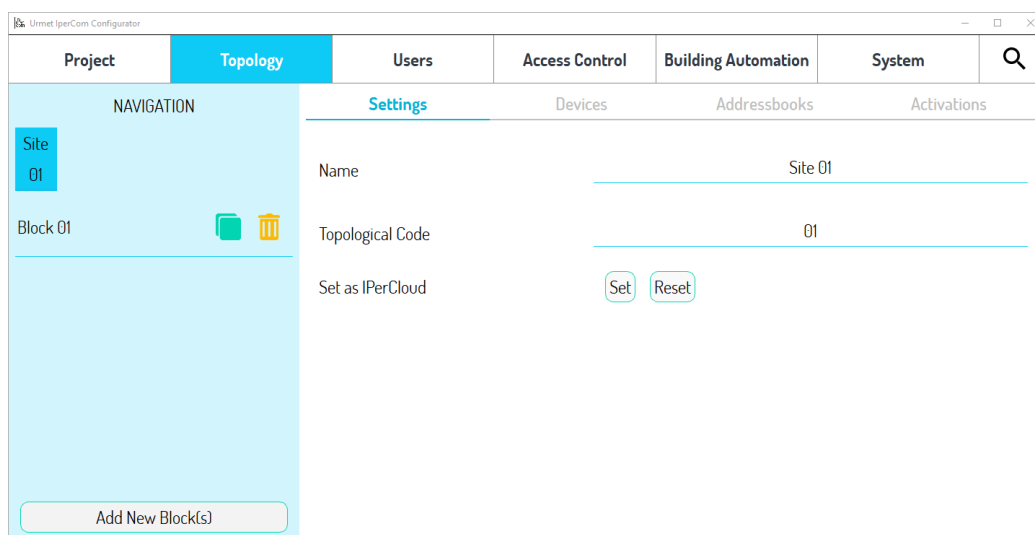 Urmet IperCom Configurator
Project Topology Users Access Control Building Automation System
NAVIGATION
Settings Devices Addressbooks Activations
Site
01
Name Site 01
Block 01
Topological Code 01
Set as IPerCloud Set Reset
Add New Block(s)